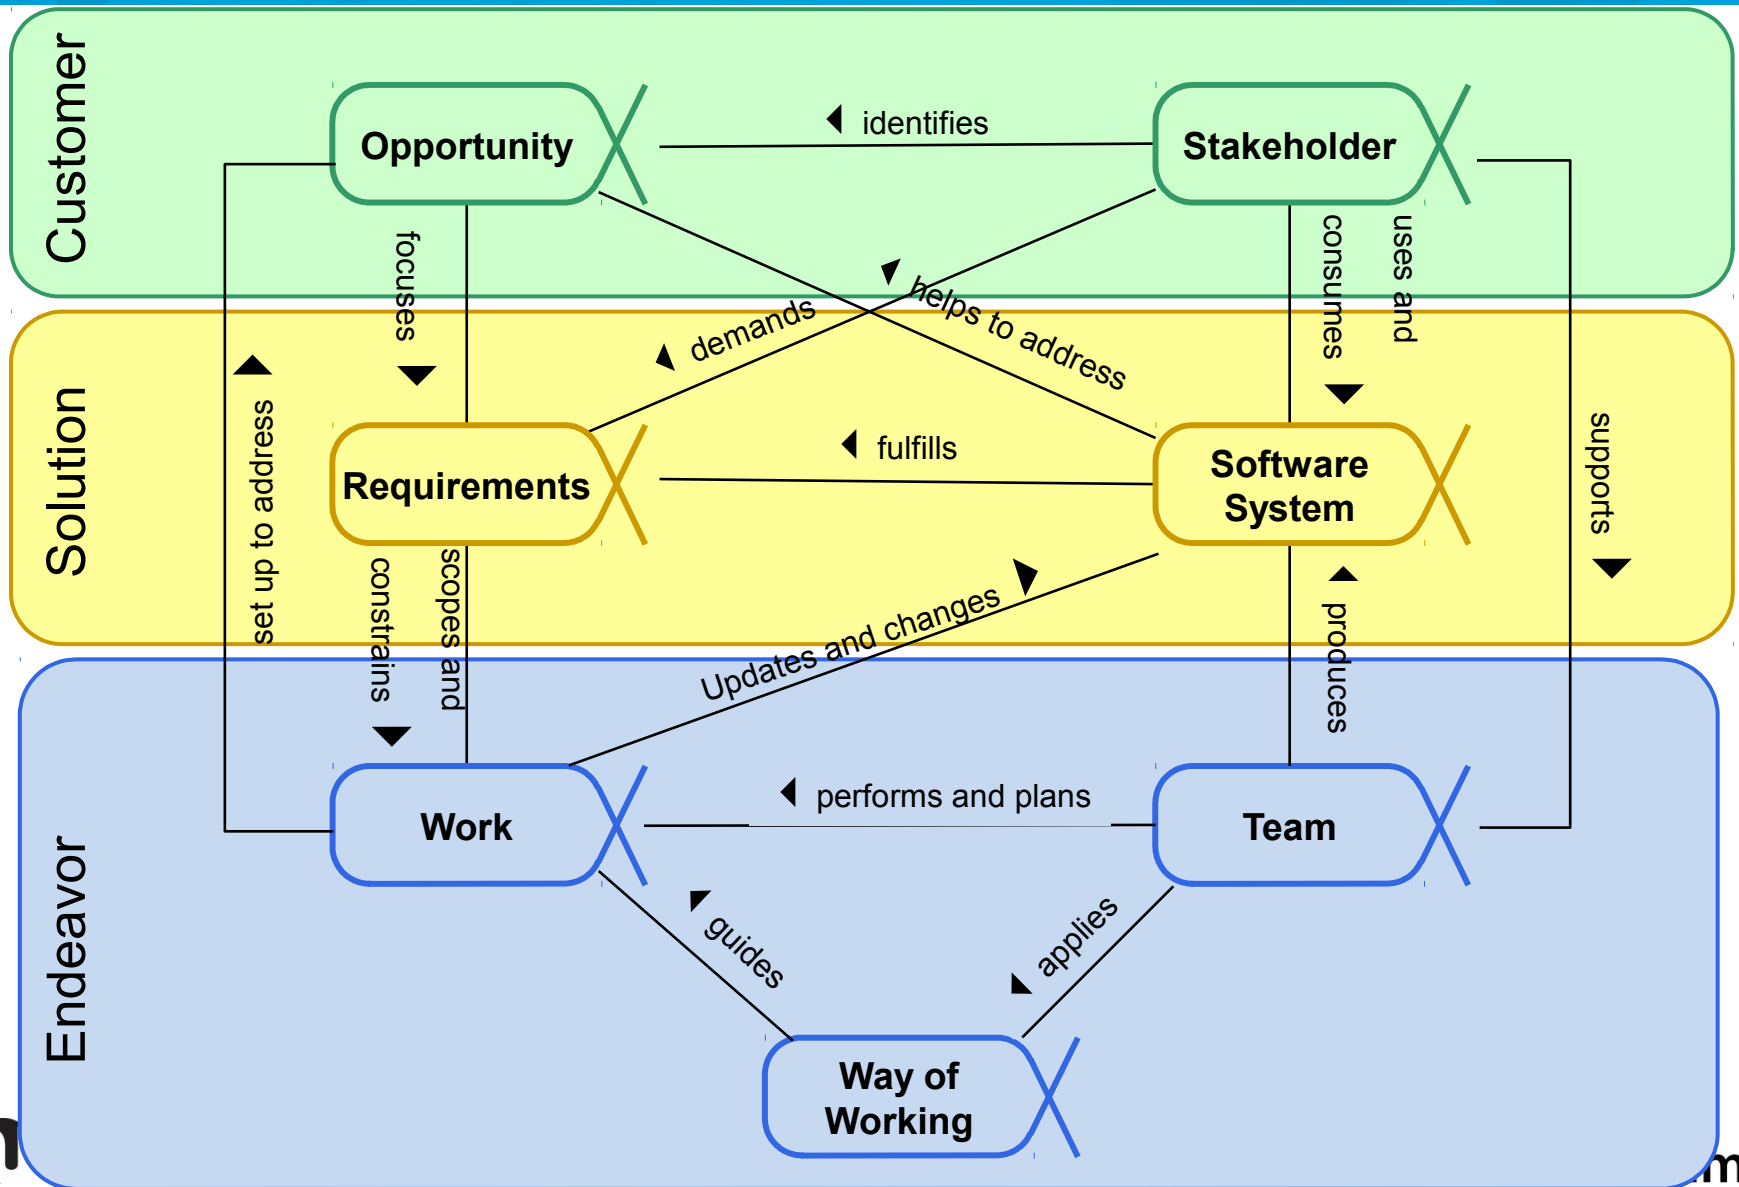 Customer
Opportunity
identifies
Stakeholder
focuses
demands
helps to address
uses and
consumes
Solution
set up to address
Requirements
fulfills
Software
System
supports
scopes and
constrains
Updates and changes
produces
Endeavor
Work
performs and plans
Team
guides
applies
Way of
Working